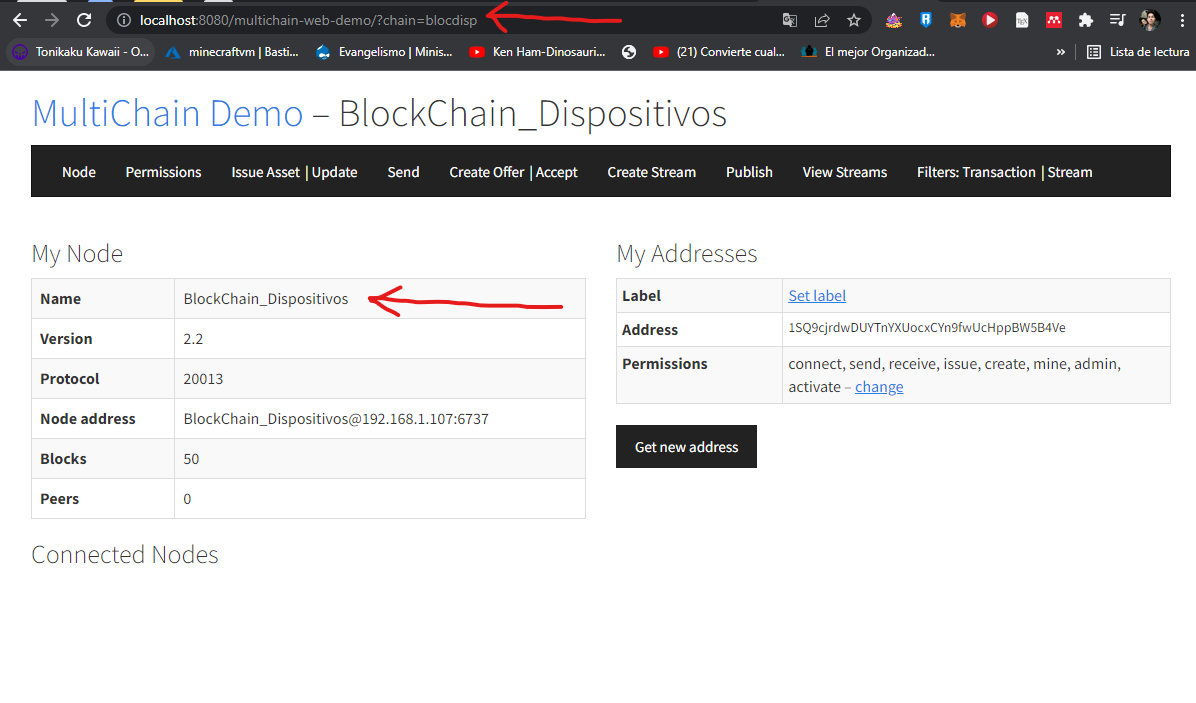 localhost:8080/multichain-web-demo/?chain=blocdisp
Tonikaku Kawaii - O... minecraftvm | Basti... Evangelismo | Minis... Ken Ham-Dinosauri... (21) Convierte cual... El mejor Organizad... » Lista de lectura
MultiChain Demo – BlockChain_Dispositivos
Node Permissions Issue Asset | Update Send Create Offer | Accept Create Stream Publish View Streams Filters: Transaction | Stream
My Node
Name BlockChain_Dispositivos
Version 2.2
Protocol 20013
Node address BlockChain_Dispositivos@192.168.1.107:6737
Blocks 50
Peers 0
Connected Nodes
My Addresses
Label Set label
Address 1SQ9cjrdwDUYTnYXUocxCYn9fwUcHppBW5B4Ve
Permissions connect, send, receive, issue, create, mine, admin,
activate – change
Get new address